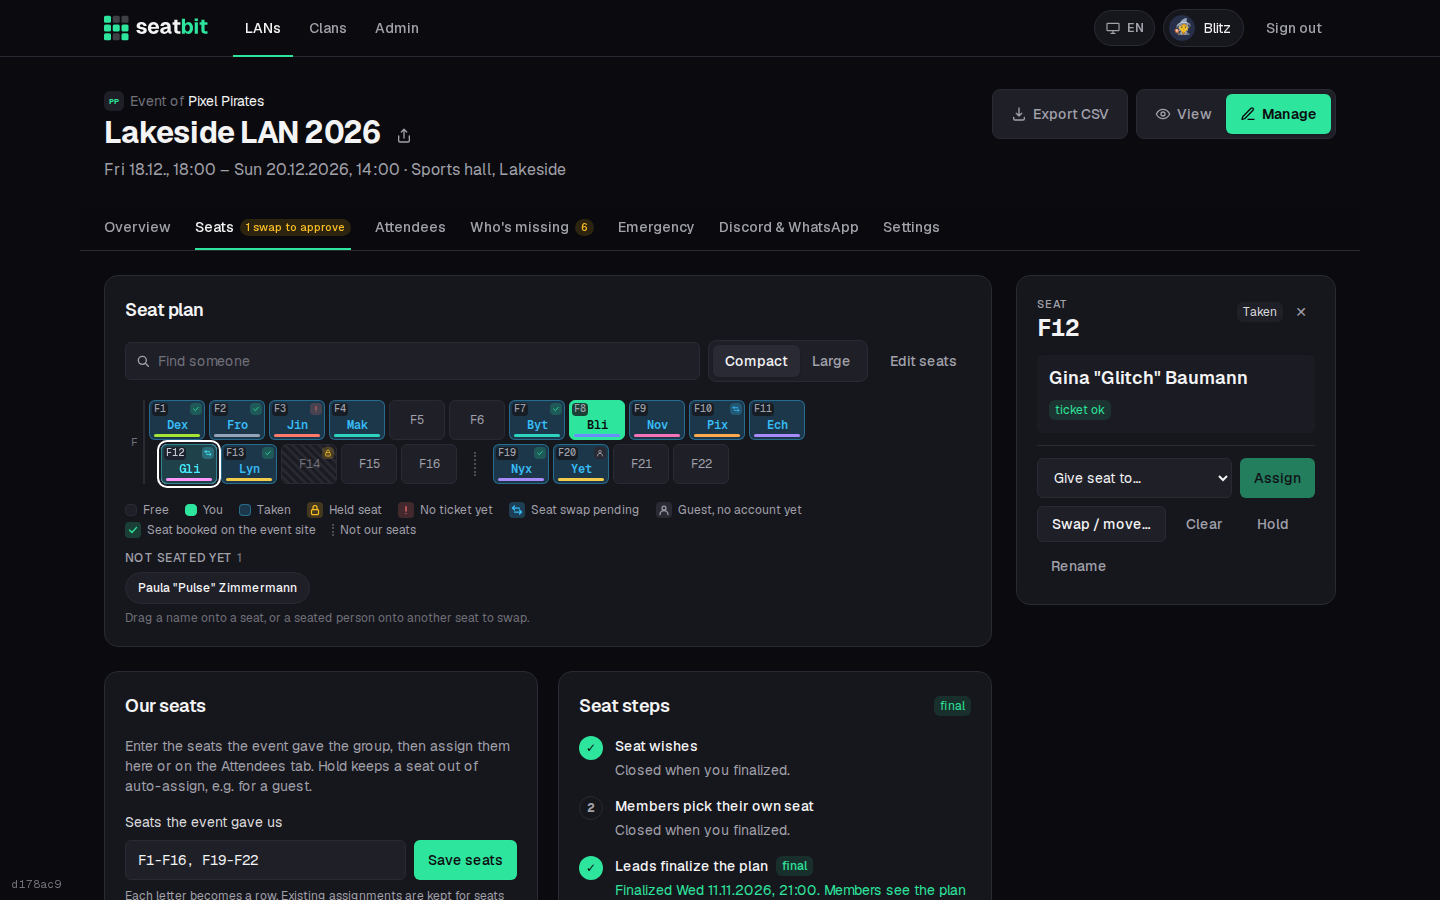 seatbit LANs Clans Admin EN Blitz Sign out
PP Event of Pixel Pirates
Lakeside LAN 2026
Fri 18.12., 18:00 – Sun 20.12.2026, 14:00 · Sports hall, Lakeside
Export CSV View Manage
Overview Seats 1 swap to approve Attendees Who's missing 6 Emergency Discord & WhatsApp Settings
Seat plan
Find someone Compact Large Edit seats
F
F1 Dex F2 Fro F3 ! Jin F4 Mak F5 F6 F7 Byt F8 Bli F9 Nov F10 Pix F11 Ech
F12 Gli F13 Lyn F14 F15 F16 F19 Nyx F20 Yet F21 F22
Free You Taken Held seat ! No ticket yet Seat swap pending Guest, no account yet
✓ Seat booked on the event site Not our seats
NOT SEATED YET 1
Paula "Pulse" Zimmermann
Drag a name onto a seat, or a seated person onto another seat to swap.
SEAT
F12
Taken ✕
Gina "Glitch" Baumann
ticket ok
Give seat to... Assign
Swap / move... Clear Hold
Rename
Our seats
Enter the seats the event gave the group, then assign them
here or on the Attendees tab. Hold keeps a seat out of
auto-assign, e.g. for a guest.
Seats the event gave us
F1-F16, F19-F22 Save seats
Each letter becomes a row. Existing assignments are kept for seats
Seat steps final
✓ Seat wishes
Closed when you finalized.
2 Members pick their own seat
Closed when you finalized.
✓ Leads finalize the plan final
Finalized Wed 11.11.2026, 21:00. Members see the plan
d178ac9